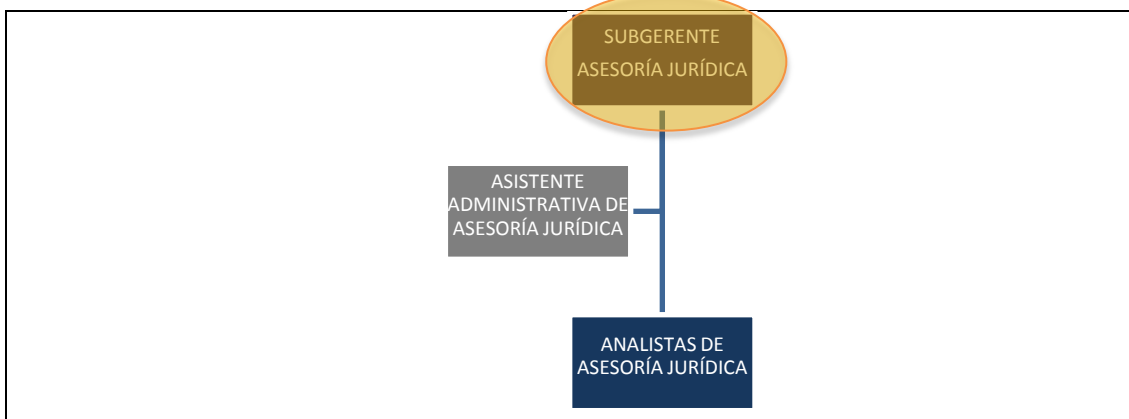 SUBGERENTE
ASESORÍA JURÍDICA
ASISTENTE
ADMINISTRATIVA DE
ASESORÍA JURÍDICA
ANALISTAS DE
ASESORÍA JURÍDICA